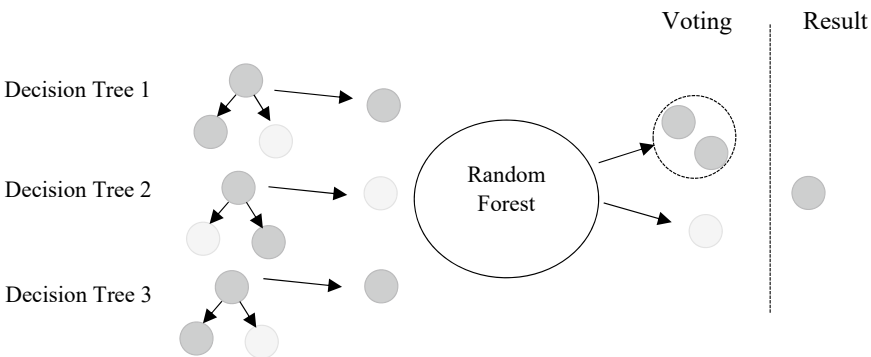 Voting
Result
Decision Tree 1
Decision Tree 2
Random
Forest
Decision Tree 3